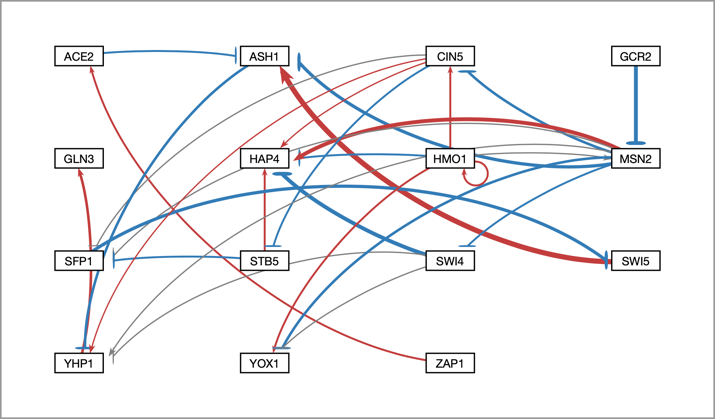 ACE2 ASH1 CIN5 GCR2
GLN3 HAP4 HMO1 MSN2
SFP1 STB5 SWI4 SWI5
YHP1 YOX1 ZAP1